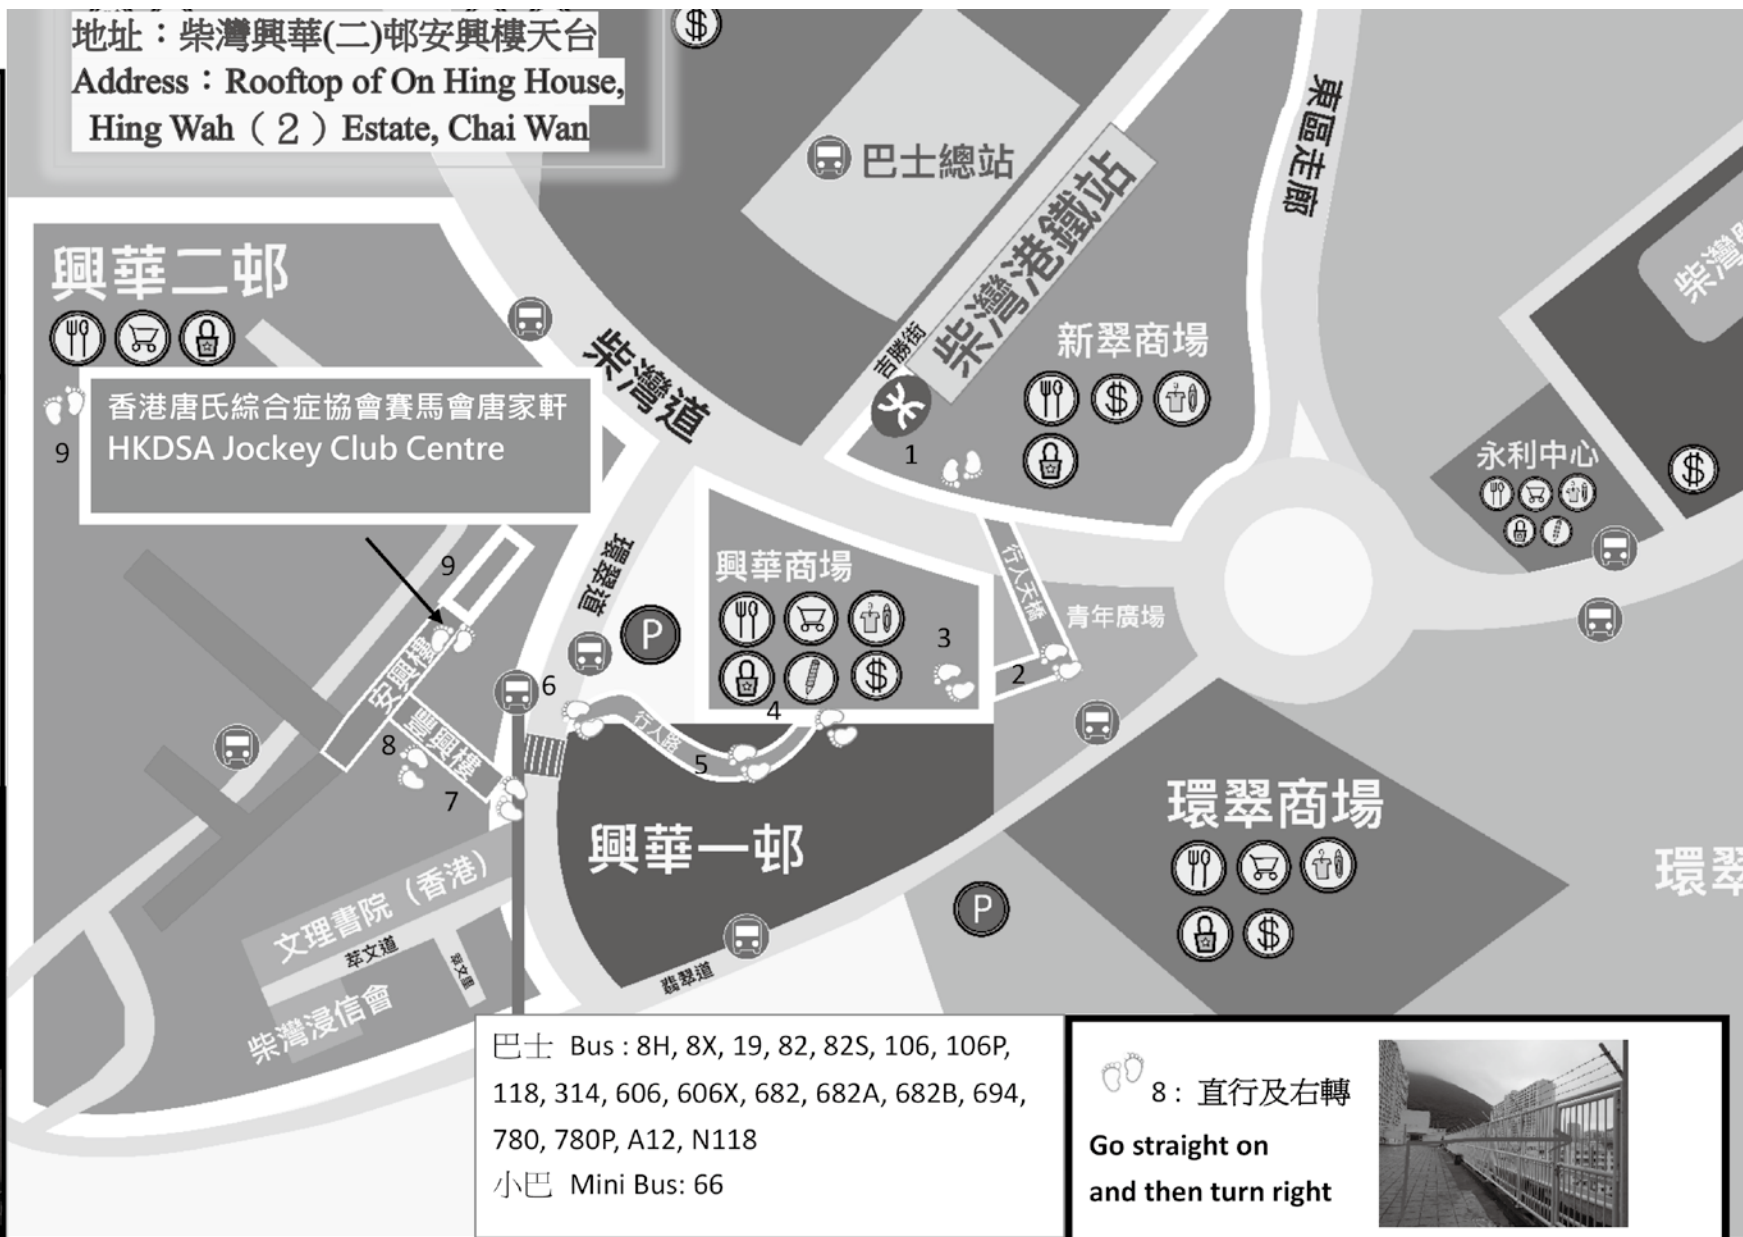 地址：柴灣興華(二)邨安興樓天台
Address：Rooftop of On Hing House,
Hing Wah（2）Estate, Chai Wan
巴士總站
東區走廊
柴灣港鐵站
興華二邨
吉勝街
新翠商場
柴灣
柴灣道
香港唐氏綜合症協會賽馬會唐家軒
HKDSA Jockey Club Centre
9
1
永利中心
環翠道
興華商場
行人天橋
青年廣場
9
P
3
2
安興樓
6
4
豐興樓
8
行人路
5
7
環翠商場
興華一邨
環翠
文理書院（香港）
P
萃文道
翡翠道
柴灣浸信會
巴士 Bus : 8H, 8X, 19, 82, 82S, 106, 106P,
118, 314, 606, 606X, 682, 682A, 682B, 694,
780, 780P, A12, N118
小巴 Mini Bus: 66
8 : 直行及右轉
Go straight on
and then turn right